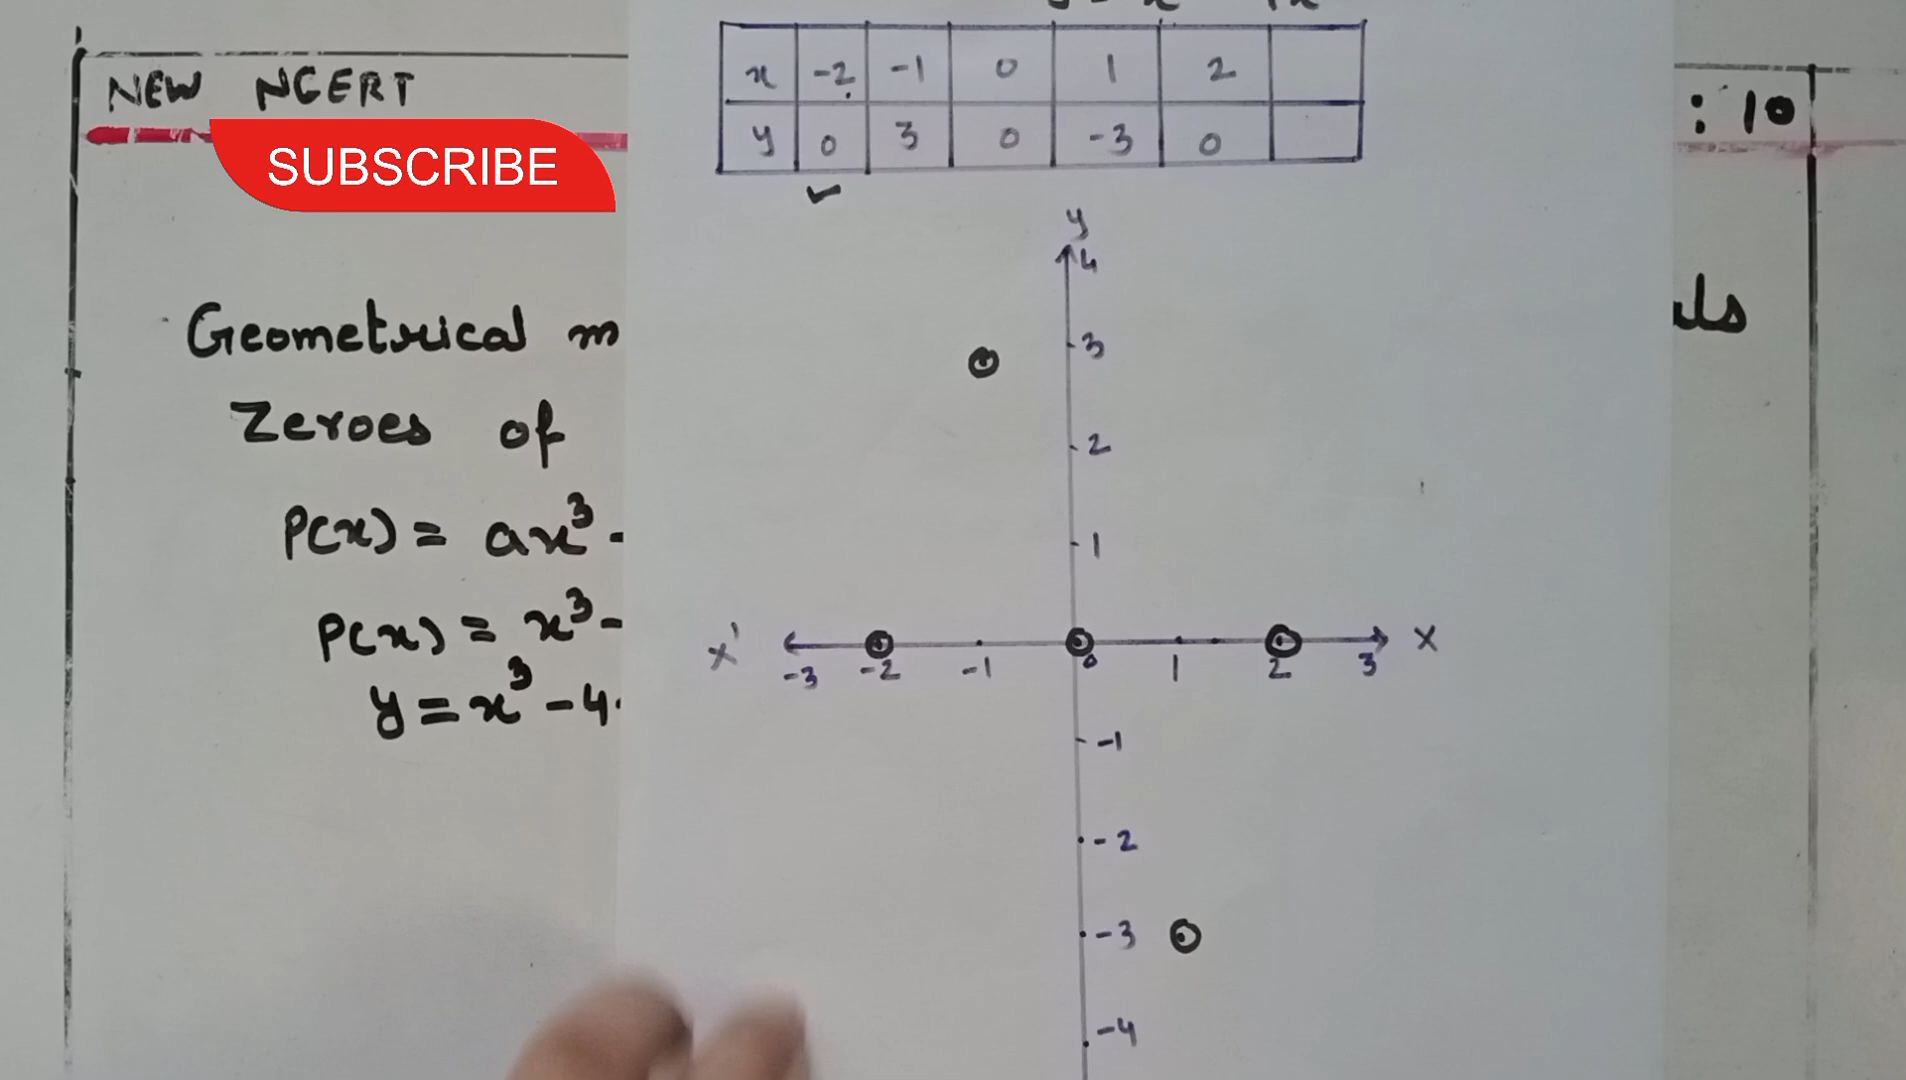 NEW NCERT
: 10
SUBSCRIBE
x -2 -1 0 1 2
y 0 3 0 -3 0
Geometrical m
Zeroes of
P(x) = ax³ -
P(x) = x³ -
y = x³ - 4
y
4
3
2
1
x' -3 -2 -1 0 1 2 3 x
-1
-2
-3
-4